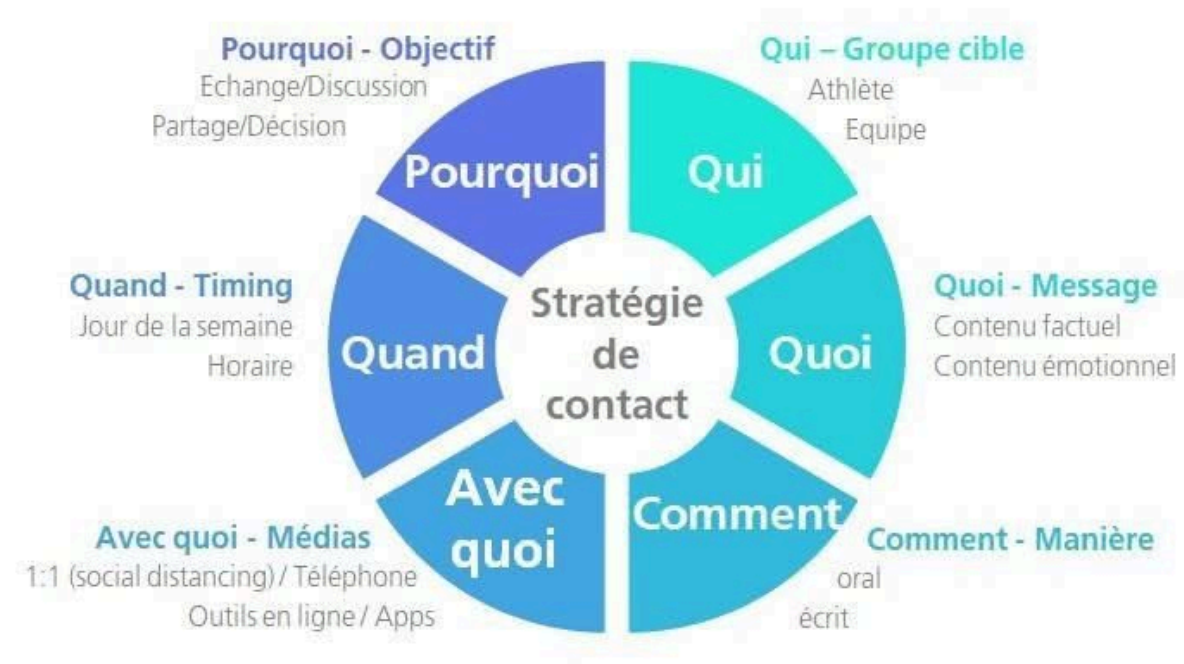 Pourquoi - Objectif
Echange/Discussion
Partage/Décision
Qui – Groupe cible
Athlète
Equipe
Pourquoi
Qui
Quand - Timing
Jour de la semaine
Horaire
Quand
Stratégie
de
contact
Quoi
Quoi - Message
Contenu factuel
Contenu émotionnel
Avec
quoi
Comment
Avec quoi - Médias
1:1 (social distancing) / Téléphone
Outils en ligne / Apps
Comment - Manière
oral
écrit